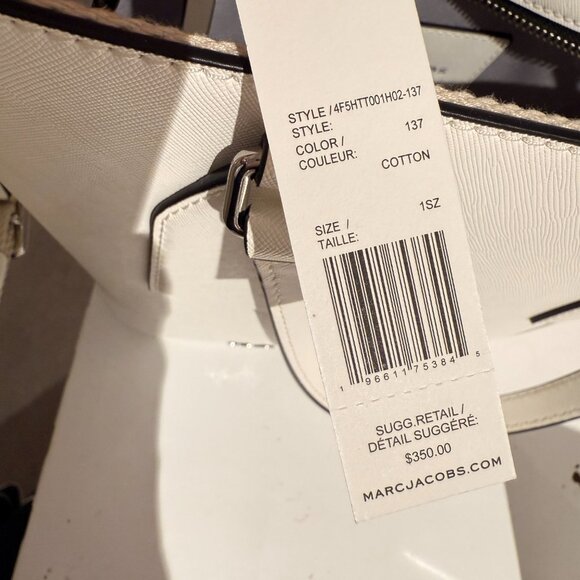 STYLE /4F5HTT001H02-137
STYLE:
COLOR / 137
COULEUR: COTTON
SIZE / 1SZ
TAILLE:
1 96611 75384 5
SUGG.RETAIL /
DÉTAIL SUGGÉRÉ:
$350.00
MARCJACOBS.COM